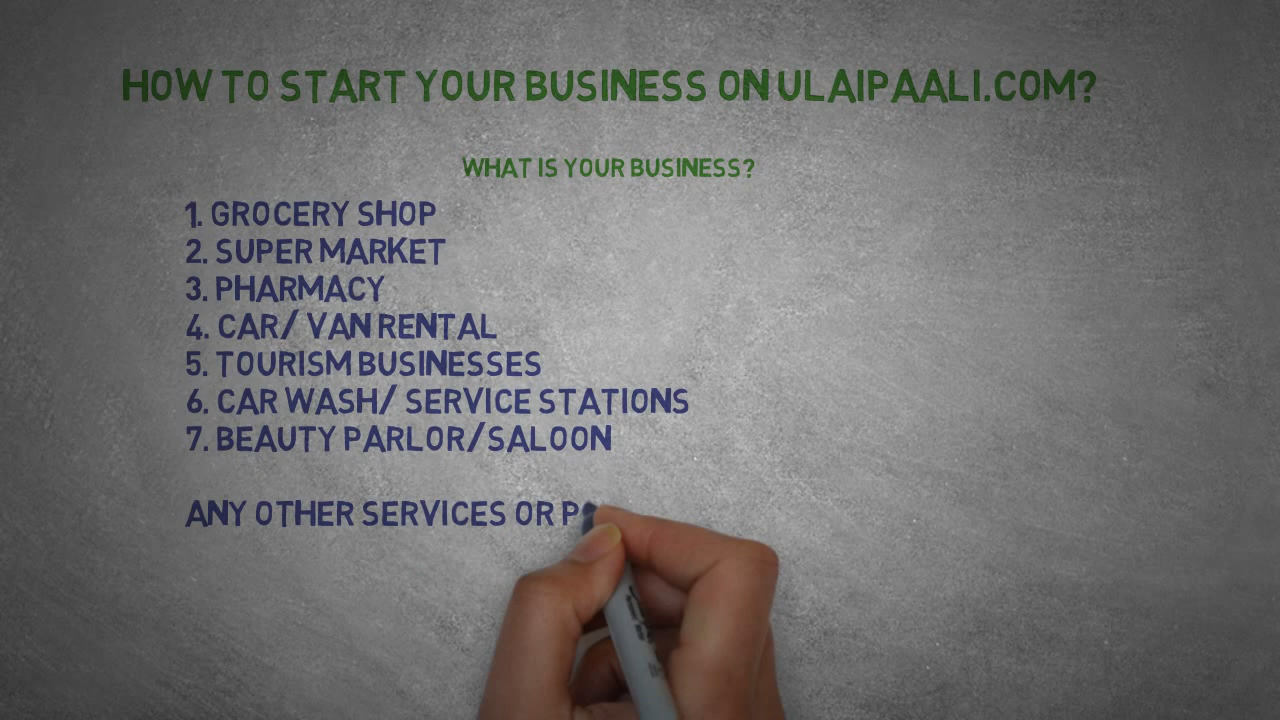 HOW TO START YOUR BUSINESS ON ULAIPAALI.COM?
WHAT IS YOUR BUSINESS?
1. GROCERY SHOP
2. SUPER MARKET
3. PHARMACY
4. CAR/ VAN RENTAL
5. TOURISM BUSINESSES
6. CAR WASH/ SERVICE STATIONS
7. BEAUTY PARLOR/SALOON
ANY OTHER SERVICES OR P